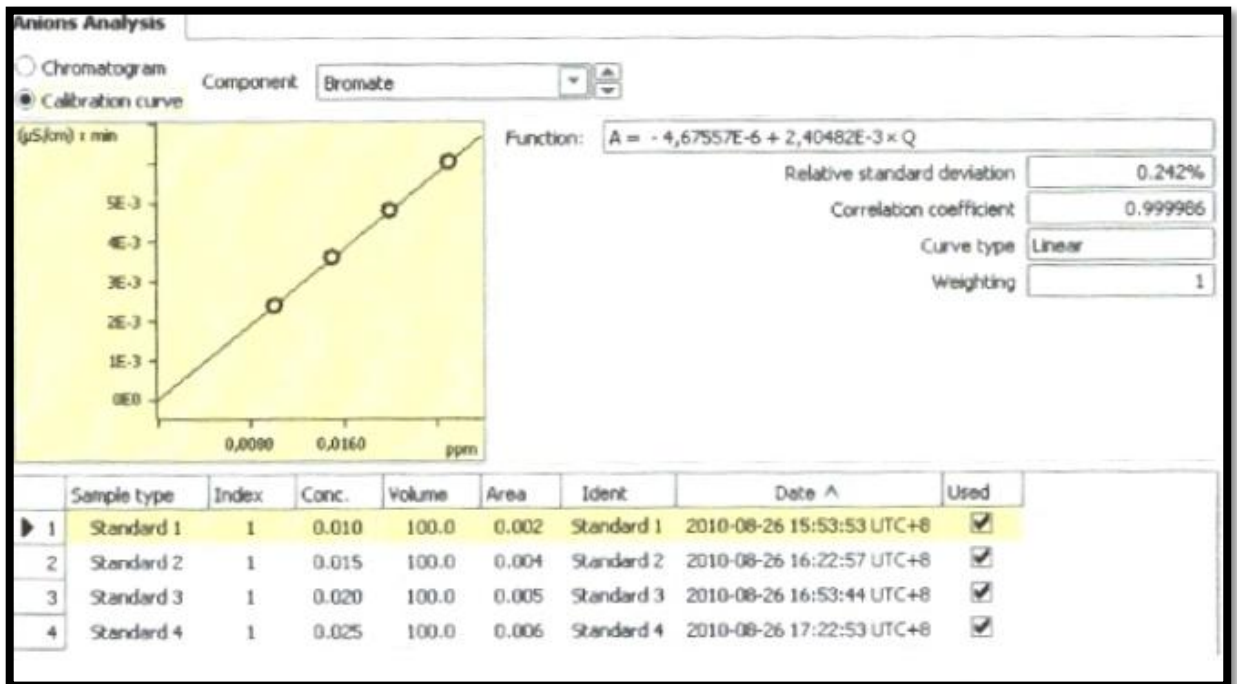 Anions Analysis
Chromatogram
Calibration curve
Component Bromate
(µS/cm) x min
5E-3
4E-3
3E-3
2E-3
1E-3
0E0
0,0080 0,0160 ppm
Function: A = - 4,67557E-6 + 2,40482E-3 × Q
Relative standard deviation 0.242%
Correlation coefficient 0.999986
Curve type Linear
Weighting 1
Sample type Index Conc. Volume Area Ident Date ^ Used
1 Standard 1 1 0.010 100.0 0.002 Standard 1 2010-08-26 15:53:53 UTC+8
2 Standard 2 1 0.015 100.0 0.004 Standard 2 2010-08-26 16:22:57 UTC+8
3 Standard 3 1 0.020 100.0 0.005 Standard 3 2010-08-26 16:53:44 UTC+8
4 Standard 4 1 0.025 100.0 0.006 Standard 4 2010-08-26 17:22:53 UTC+8